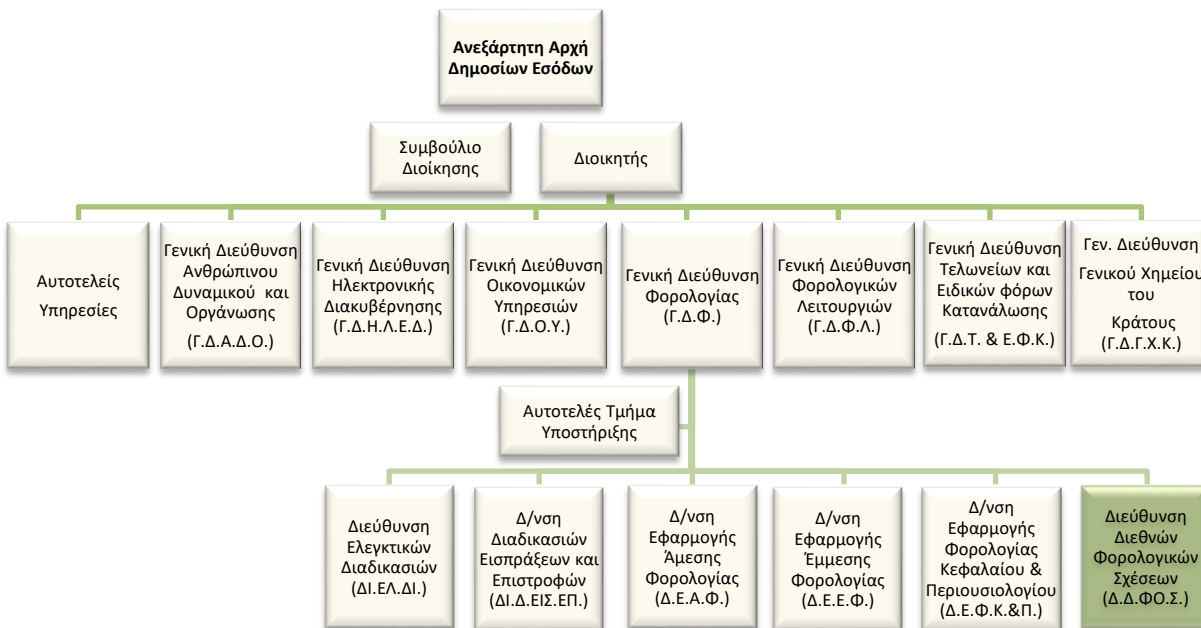 Ανεξάρτητη Αρχή
Δημοσίων Εσόδων
Συμβούλιο
Διοίκησης
Διοικητής
Αυτοτελείς
Υπηρεσίες
Γενική Διεύθυνση
Ανθρώπινου
Δυναμικού και
Οργάνωσης
(Γ.Δ.Α.Δ.Ο.)
Γενική Διεύθυνση
Ηλεκτρονικής
Διακυβέρνησης
(Γ.Δ.Η.Λ.Ε.Δ.)
Γενική Διεύθυνση
Οικονομικών
Υπηρεσιών
(Γ.Δ.Ο.Υ.)
Γενική Διεύθυνση
Φορολογίας
(Γ.Δ.Φ.)
Γενική Διεύθυνση
Φορολογικών
Λειτουργιών
(Γ.Δ.Φ.Λ.)
Γενική Διεύθυνση
Τελωνείων και
Ειδικών φόρων
Κατανάλωσης
(Γ.Δ.Τ. & Ε.Φ.Κ.)
Γεν. Διεύθυνση
Γενικού Χημείου
του
Κράτους
(Γ.Δ.Γ.Χ.Κ.)
Αυτοτελές Τμήμα
Υποστήριξης
Διεύθυνση
Ελεγκτικών
Διαδικασιών
(ΔΙ.ΕΛ.ΔΙ.)
Δ/νση
Διαδικασιών
Εισπράξεων και
Επιστροφών
(ΔΙ.Δ.ΕΙΣ.ΕΠ.)
Δ/νση
Εφαρμογής
Άμεσης
Φορολογίας
(Δ.Ε.Α.Φ.)
Δ/νση
Εφαρμογής
Έμμεσης
Φορολογίας
(Δ.Ε.Ε.Φ.)
Δ/νση
Εφαρμογής
Φορολογίας
Κεφαλαίου &
Περιουσιολογίου
(Δ.Ε.Φ.Κ.&Π.)
Διεύθυνση
Διεθνών
Φορολογικών
Σχέσεων
(Δ.Δ.ΦΟ.Σ.)